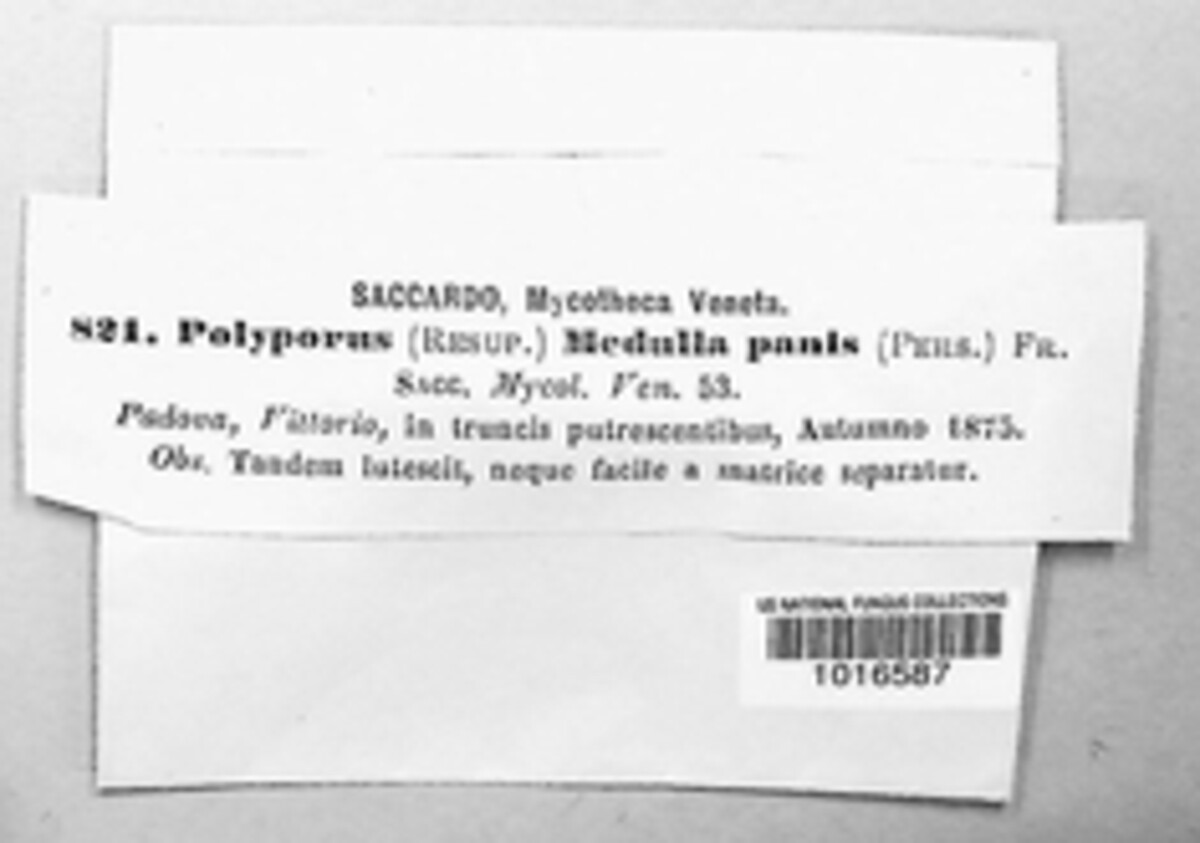 SACCARDO, Mycotheca Veneta.
821. Polyporus (RESUP.) Medulla panis (PERS.) FR.
SACC. Mycol. Ven. 53.
Padova, Vittorio, in truncis putrescentibus, Autumno 1875.
Obs. Tandem lutescit, neque facile a matrice separatur.
US NATIONAL FUNGUS COLLECTIONS
1016587